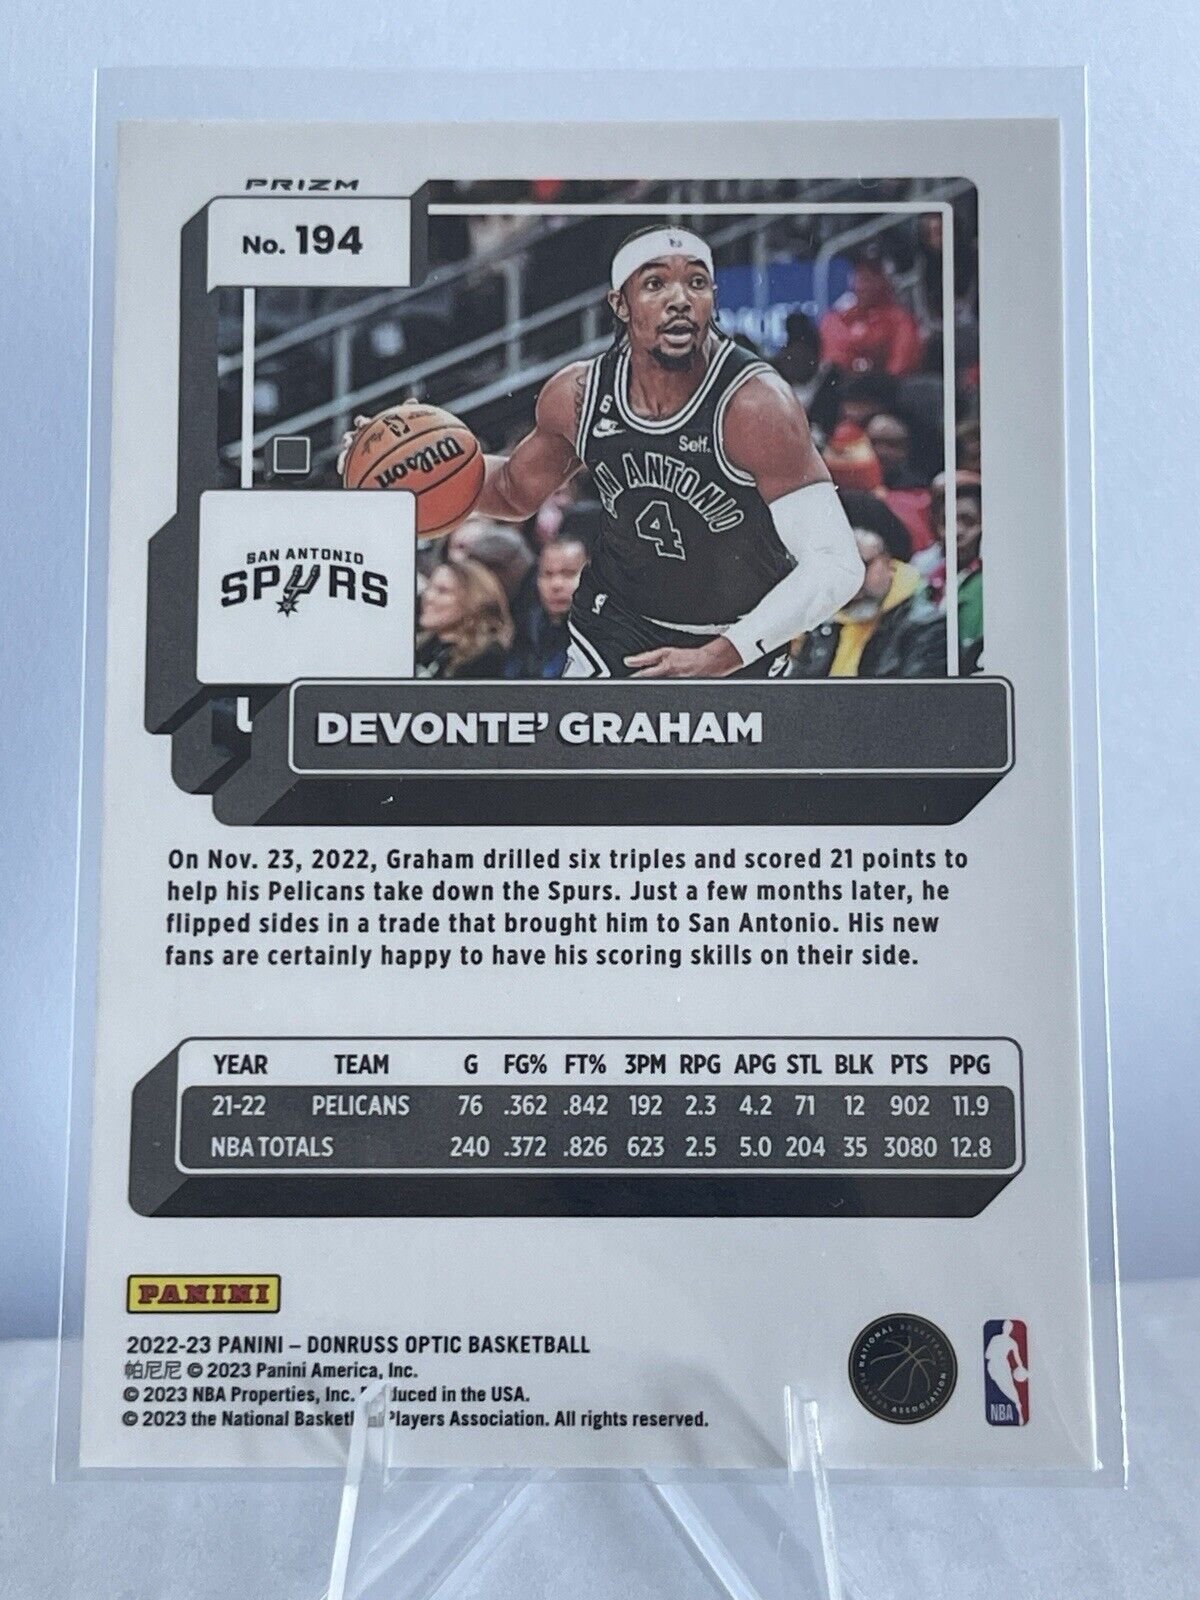 PRIZM
No. 194
Wilson
6
Self.
AN ANTONIO
4
SAN ANTONIO
SPURS
DEVONTE' GRAHAM
On Nov. 23, 2022, Graham drilled six triples and scored 21 points to
help his Pelicans take down the Spurs. Just a few months later, he
flipped sides in a trade that brought him to San Antonio. His new
fans are certainly happy to have his scoring skills on their side.
YEAR TEAM G FG% FT% 3PM RPG APG STL BLK PTS PPG
21-22 PELICANS 76 .362 .842 192 2.3 4.2 71 12 902 11.9
NBA TOTALS 240 .372 .826 623 2.5 5.0 204 35 3080 12.8
PANINI
2022-23 PANINI – DONRUSS OPTIC BASKETBALL
帕尼尼 © 2023 Panini America, Inc.
© 2023 NBA Properties, Inc. Produced in the USA.
© 2023 the National Basketball Players Association. All rights reserved.
NATIONAL BASKETBALL
PLAYERS ASSOCIATION
NBA